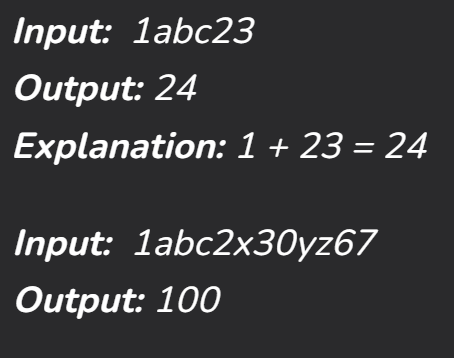 Input: 1abc23
Output: 24
Explanation: 1 + 23 = 24
Input: 1abc2x30yz67
Output: 100